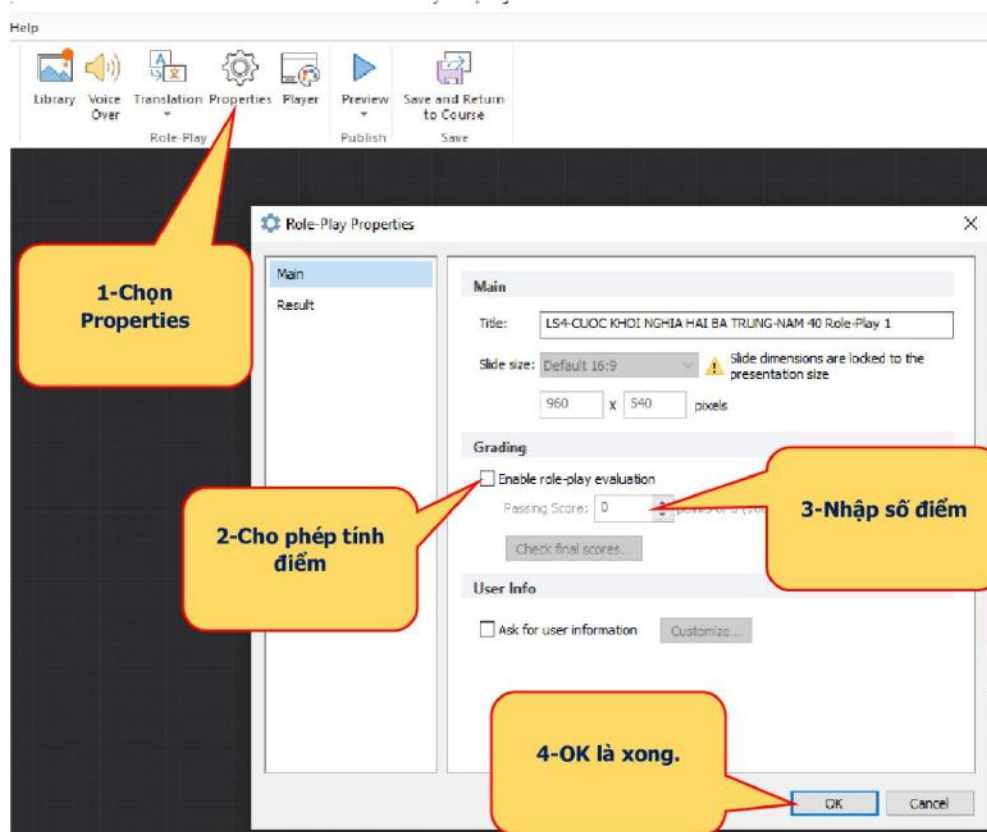 Help
Library Voice Over Translation Properties Player Preview Save and Return to Course
Role-Play Publish Save
Role-Play Properties
1-Chọn
Properties
Main
Result
Main
Title: LS4-CUOC KHOI NGHIA HAI BA TRUNG-NAM 40 Role-Play 1
Slide size: Default 16:9 Slide dimensions are locked to the
presentation size
960 x 540 pixels
Grading
Enable role-play evaluation
Passing Score: 0
3-Nhập số điểm
2-Cho phép tính
điểm
Check final scores...
User Info
Ask for user information Customize...
4-OK là xong.
OK Cancel